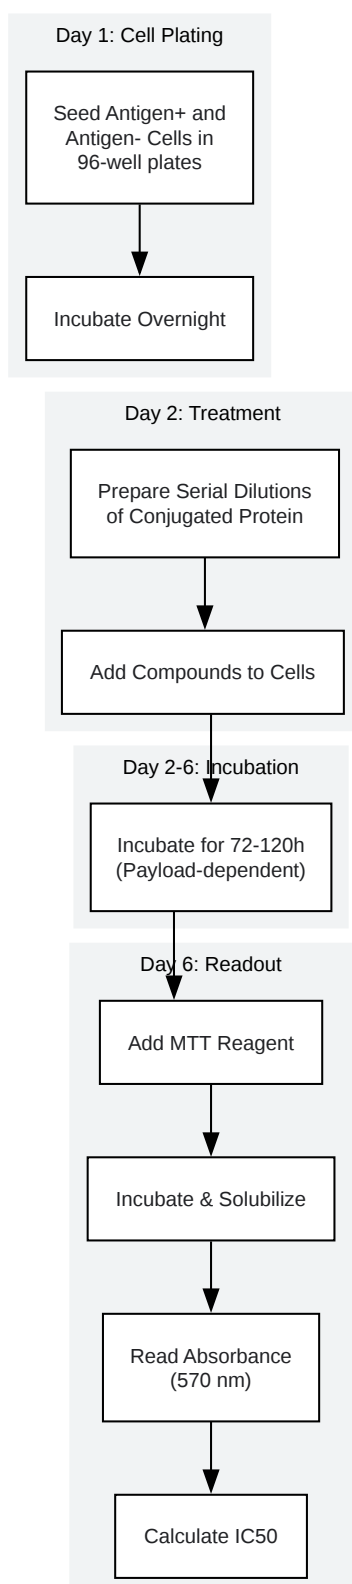 Day 1: Cell Plating
Seed Antigen+ and
Antigen- Cells in
96-well plates
Incubate Overnight
Day 2: Treatment
Prepare Serial Dilutions
of Conjugated Protein
Add Compounds to Cells
Day 2-6: Incubation
Incubate for 72-120h
(Payload-dependent)
Day 6: Readout
Add MTT Reagent
Incubate & Solubilize
Read Absorbance
(570 nm)
Calculate IC50